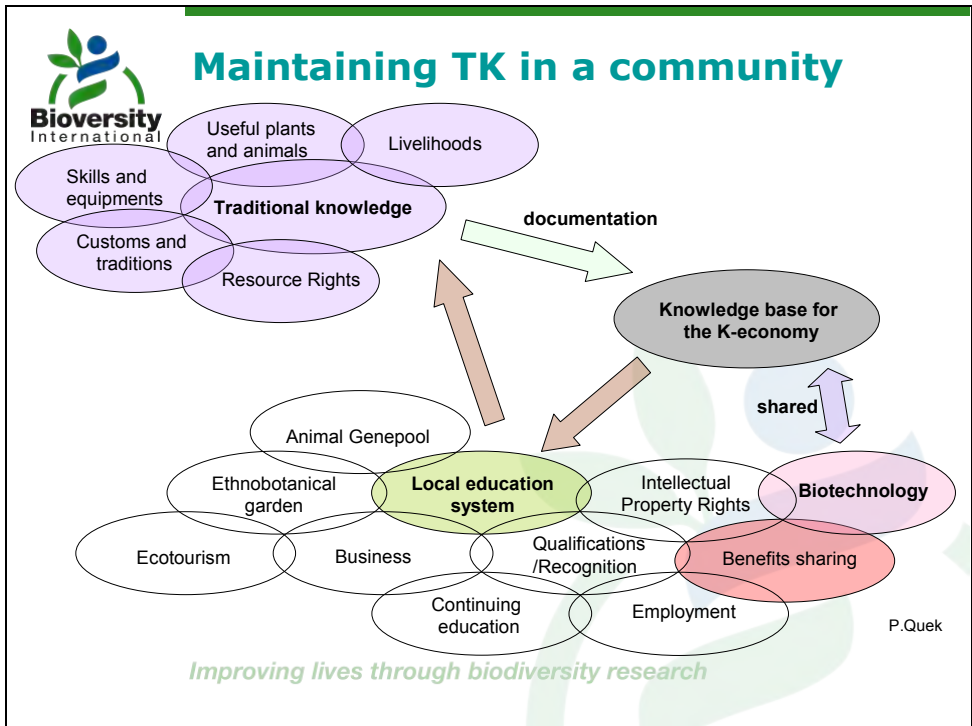 Maintaining TK in a community
Bioversity
International
Useful plants
and animals
Livelihoods
Skills and
equipments
Traditional knowledge
Customs and
traditions
Resource Rights
documentation
Knowledge base for
the K-economy
shared
Animal Genepool
Ethnobotanical
garden
Local education
system
Intellectual
Property Rights
Biotechnology
Ecotourism
Business
Qualifications
/Recognition
Benefits sharing
Continuing
education
Employment
P.Quek
Improving lives through biodiversity research